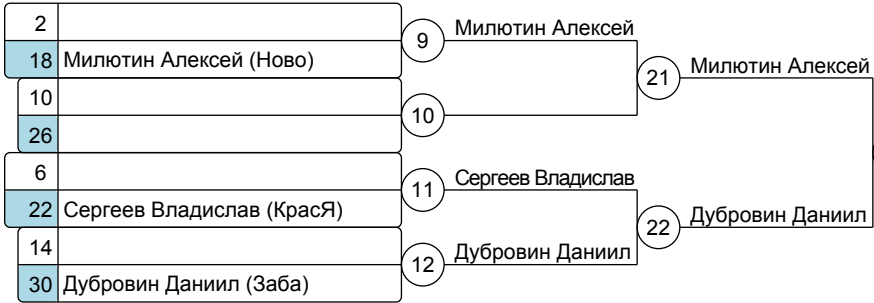 2
18 Милютин Алексей (Ново)
10
26
6
22 Сергеев Владислав (КрасЯ)
14
30 Дубровин Даниил (Заба)
9 Милютин Алексей
10
11 Сергеев Владислав
12 Дубровин Даниил
21 Милютин Алексей
22 Дубровин Даниил